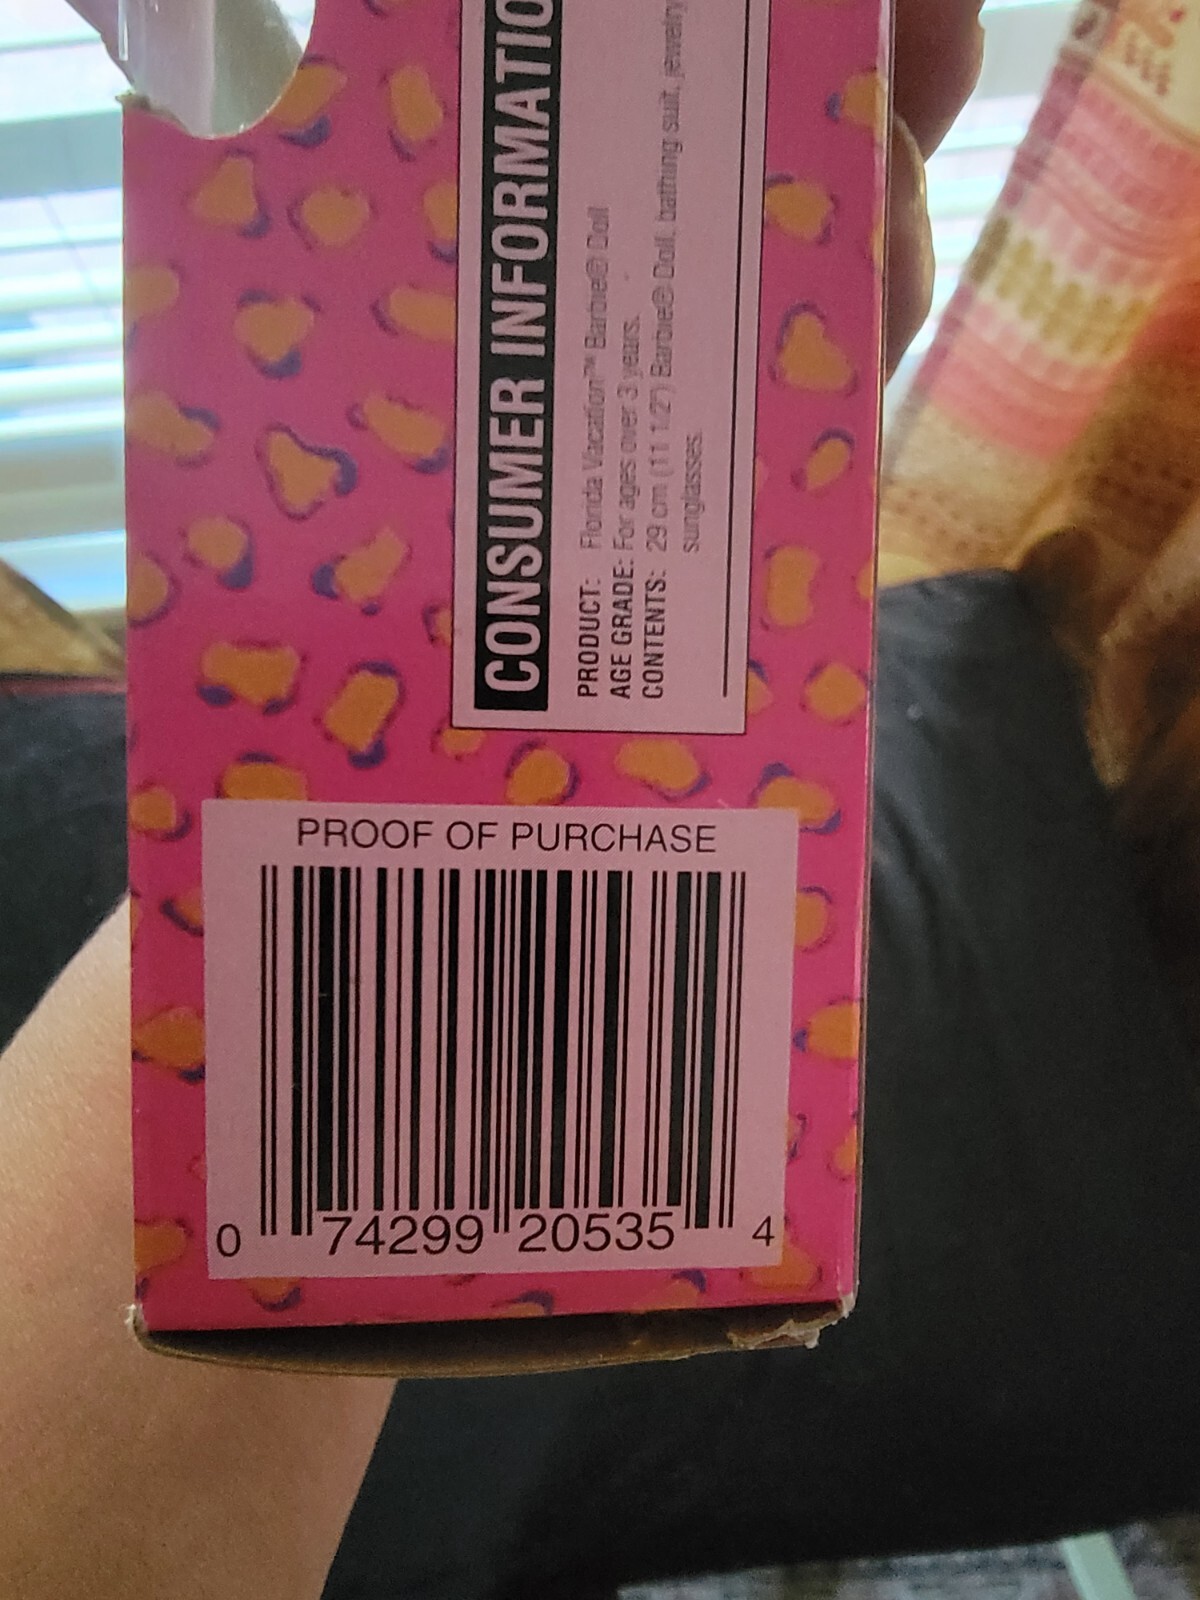 CONSUMER INFORMATIO
PRODUCT: Florida Vacation™ Barbie® Doll
AGE GRADE: For ages over 3 years.
CONTENTS: 29 cm (11 1/2") Barbie® Doll, bathing suit, jewelry
sunglasses.
PROOF OF PURCHASE
0 74299 20535 4